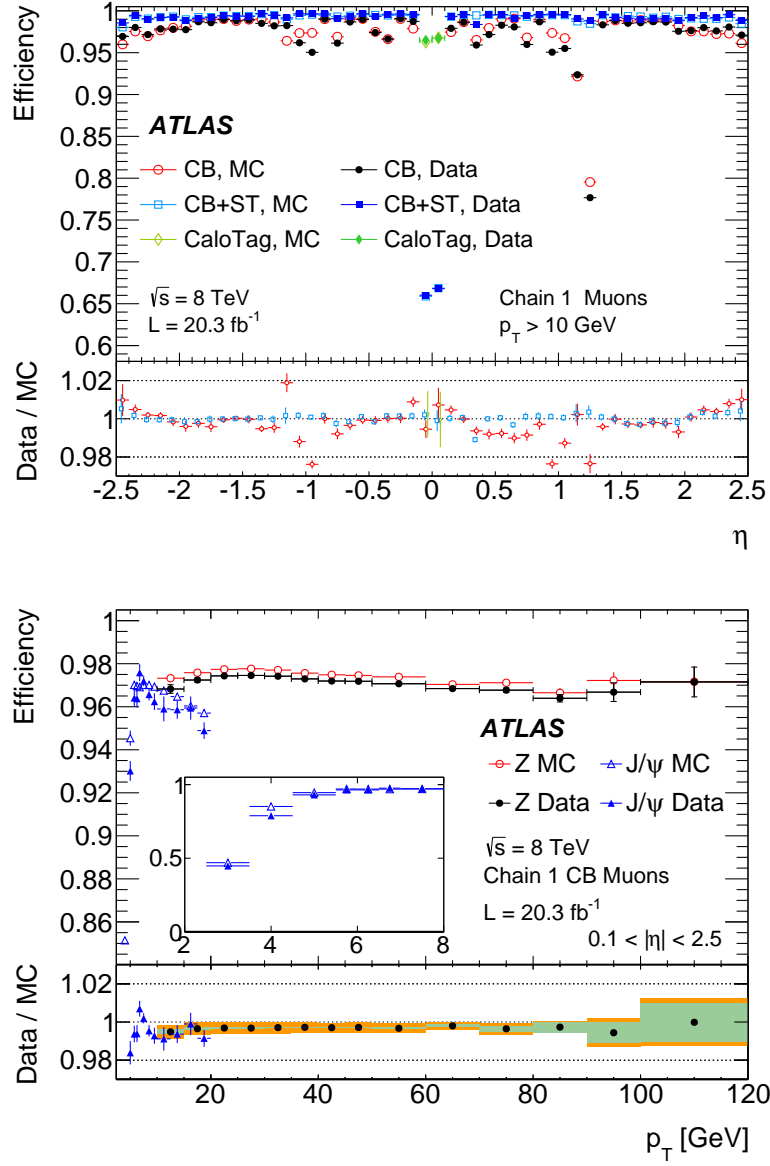 Efficiency
1
0.95
0.9
0.85
0.8
0.75
0.7
0.65
0.6
ATLAS
CB, MC
CB, Data
CB+ST, MC
CB+ST, Data
CaloTag, MC
CaloTag, Data
√s = 8 TeV
L = 20.3 fb⁻¹
Chain 1 Muons
p_T > 10 GeV
Data / MC
1.02
1
0.98
-2.5 -2 -1.5 -1 -0.5 0 0.5 1 1.5 2 2.5
η
Efficiency
1
0.98
0.96
0.94
0.92
0.9
0.88
0.86
ATLAS
Z MC
J/ψ MC
Z Data
J/ψ Data
√s = 8 TeV
Chain 1 CB Muons
L = 20.3 fb⁻¹
0.1 < |η| < 2.5
1
0.5
0
2 4 6 8
Data / MC
1.02
1
0.98
20 40 60 80 100 120
p_T [GeV]